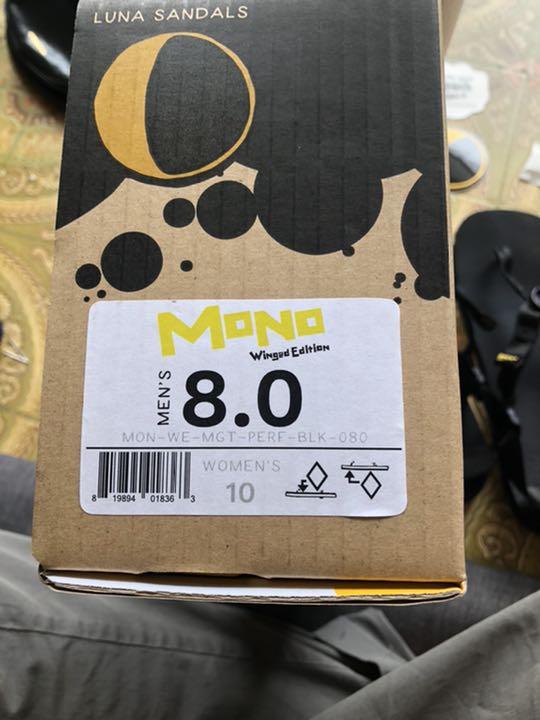 LUNA SANDALS
MONO
Winged Edition
MEN'S
8.0
MON-WE-MGT-PERF-BLK-080
WOMEN'S
10
8 19894 01836 3